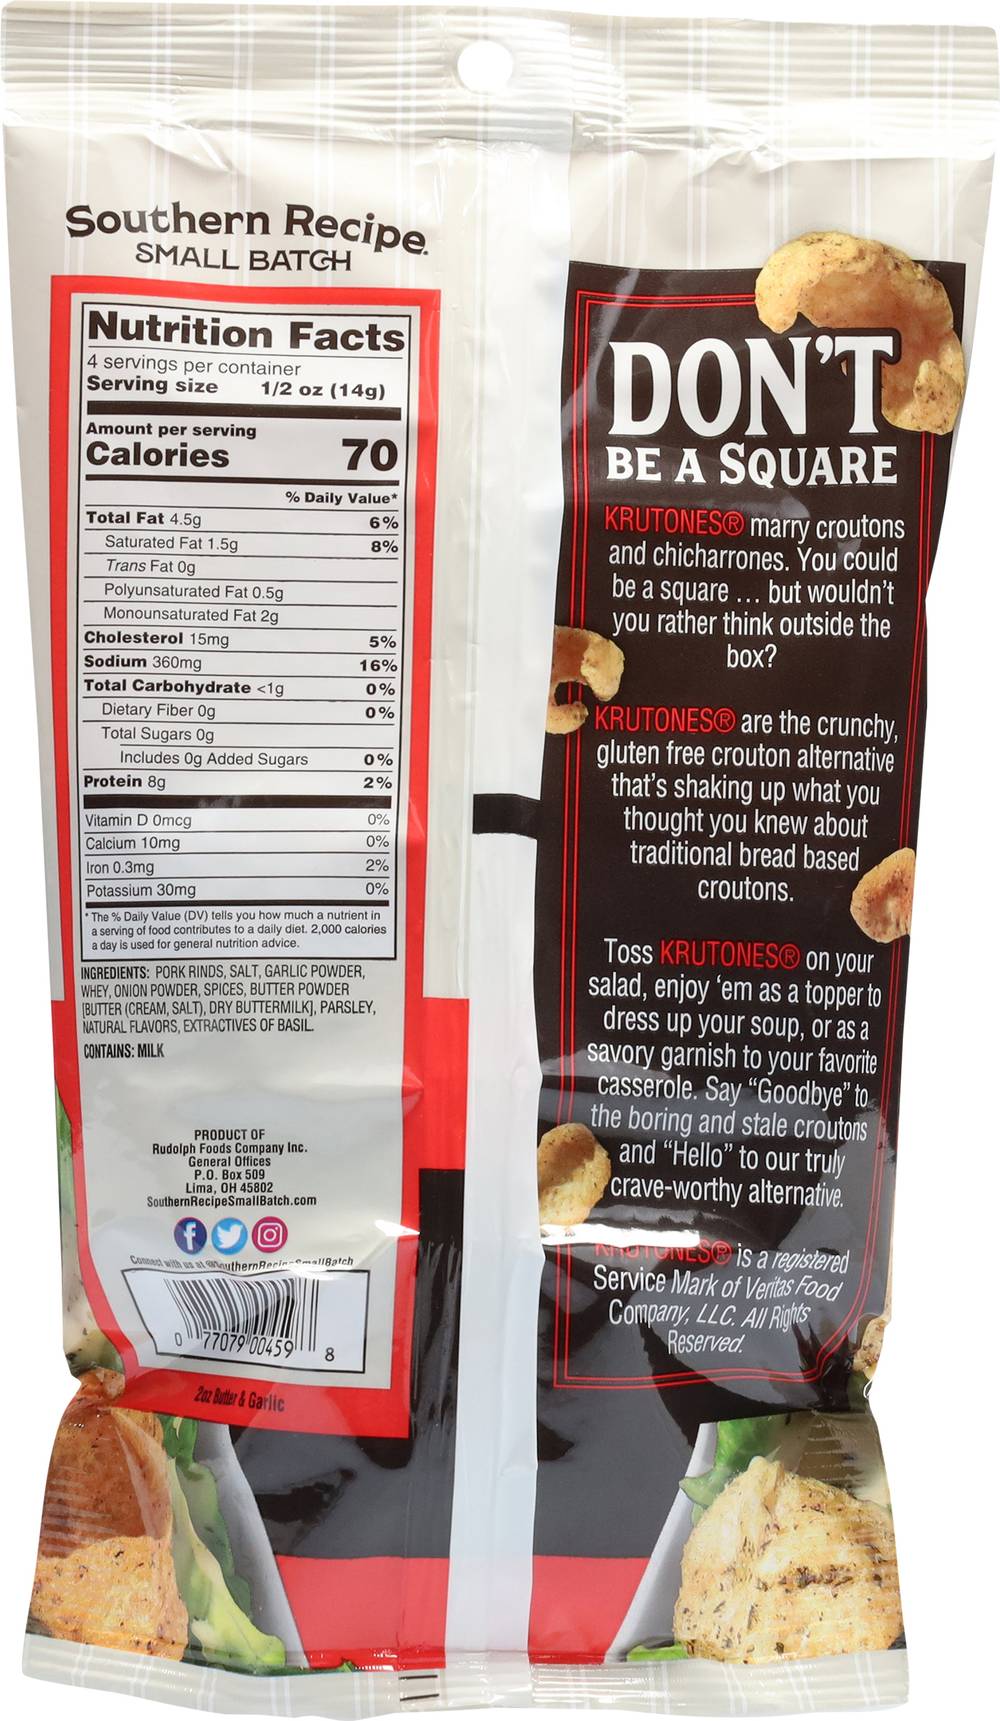 Southern Recipe
SMALL BATCH
Nutrition Facts
4 servings per container
Serving size 1/2 oz (14g)
Amount per serving
Calories 70
% Daily Value*
Total Fat 4.5g 6%
Saturated Fat 1.5g 8%
Trans Fat 0g
Polyunsaturated Fat 0.5g
Monounsaturated Fat 2g
Cholesterol 15mg 5%
Sodium 360mg 16%
Total Carbohydrate <1g 0%
Dietary Fiber 0g 0%
Total Sugars 0g
Includes 0g Added Sugars 0%
Protein 8g 2%
Vitamin D 0mcg 0%
Calcium 10mg 0%
Iron 0.3mg 2%
Potassium 30mg 0%
* The % Daily Value (DV) tells you how much a nutrient in
a serving of food contributes to a daily diet. 2,000 calories
a day is used for general nutrition advice.
INGREDIENTS: PORK RINDS, SALT, GARLIC POWDER,
WHEY, ONION POWDER, SPICES, BUTTER POWDER
[BUTTER (CREAM, SALT), DRY BUTTERMILK], PARSLEY,
NATURAL FLAVORS, EXTRACTIVES OF BASIL.
CONTAINS: MILK
PRODUCT OF
Rudolph Foods Company Inc.
General Offices
P.O. Box 509
Lima, OH 45802
SouthernRecipeSmallBatch.com
Connect with us at @SouthernRecipeSmallBatch
0 77079 00459 8
2oz Butter & Garlic
DON'T
BE A SQUARE
KRUTONES® marry croutons
and chicharrones. You could
be a square ... but wouldn't
you rather think outside the
box?
KRUTONES® are the crunchy,
gluten free crouton alternative
that's shaking up what you
thought you knew about
traditional bread based
croutons.
Toss KRUTONES® on your
salad, enjoy 'em as a topper to
dress up your soup, or as a
savory garnish to your favorite
casserole. Say "Goodbye" to
the boring and stale croutons
and "Hello" to our truly
crave-worthy alternative.
KRUTONES® is a registered
Service Mark of Veritas Food
Company, LLC. All Rights
Reserved.